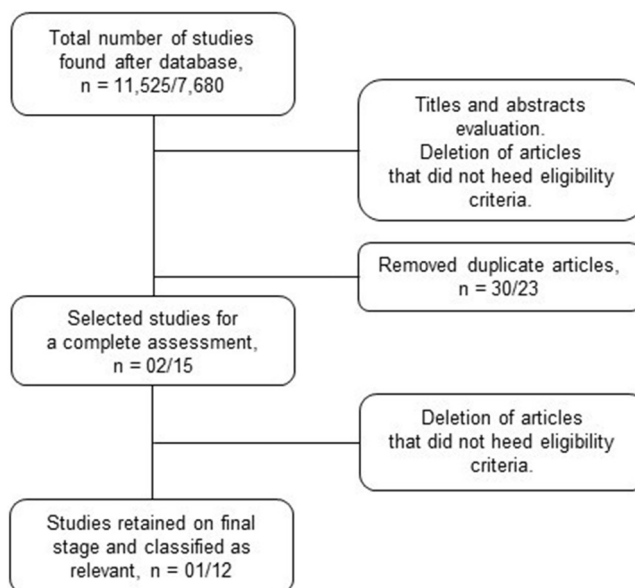 Total number of studies
found after database,
n = 11,525/7,680
Titles and abstracts
evaluation.
Deletion of articles
that did not heed eligibility
criteria.
Removed duplicate articles,
n = 30/23
Selected studies for
a complete assessment,
n = 02/15
Deletion of articles
that did not heed eligibility
criteria.
Studies retained on final
stage and classified as
relevant, n = 01/12